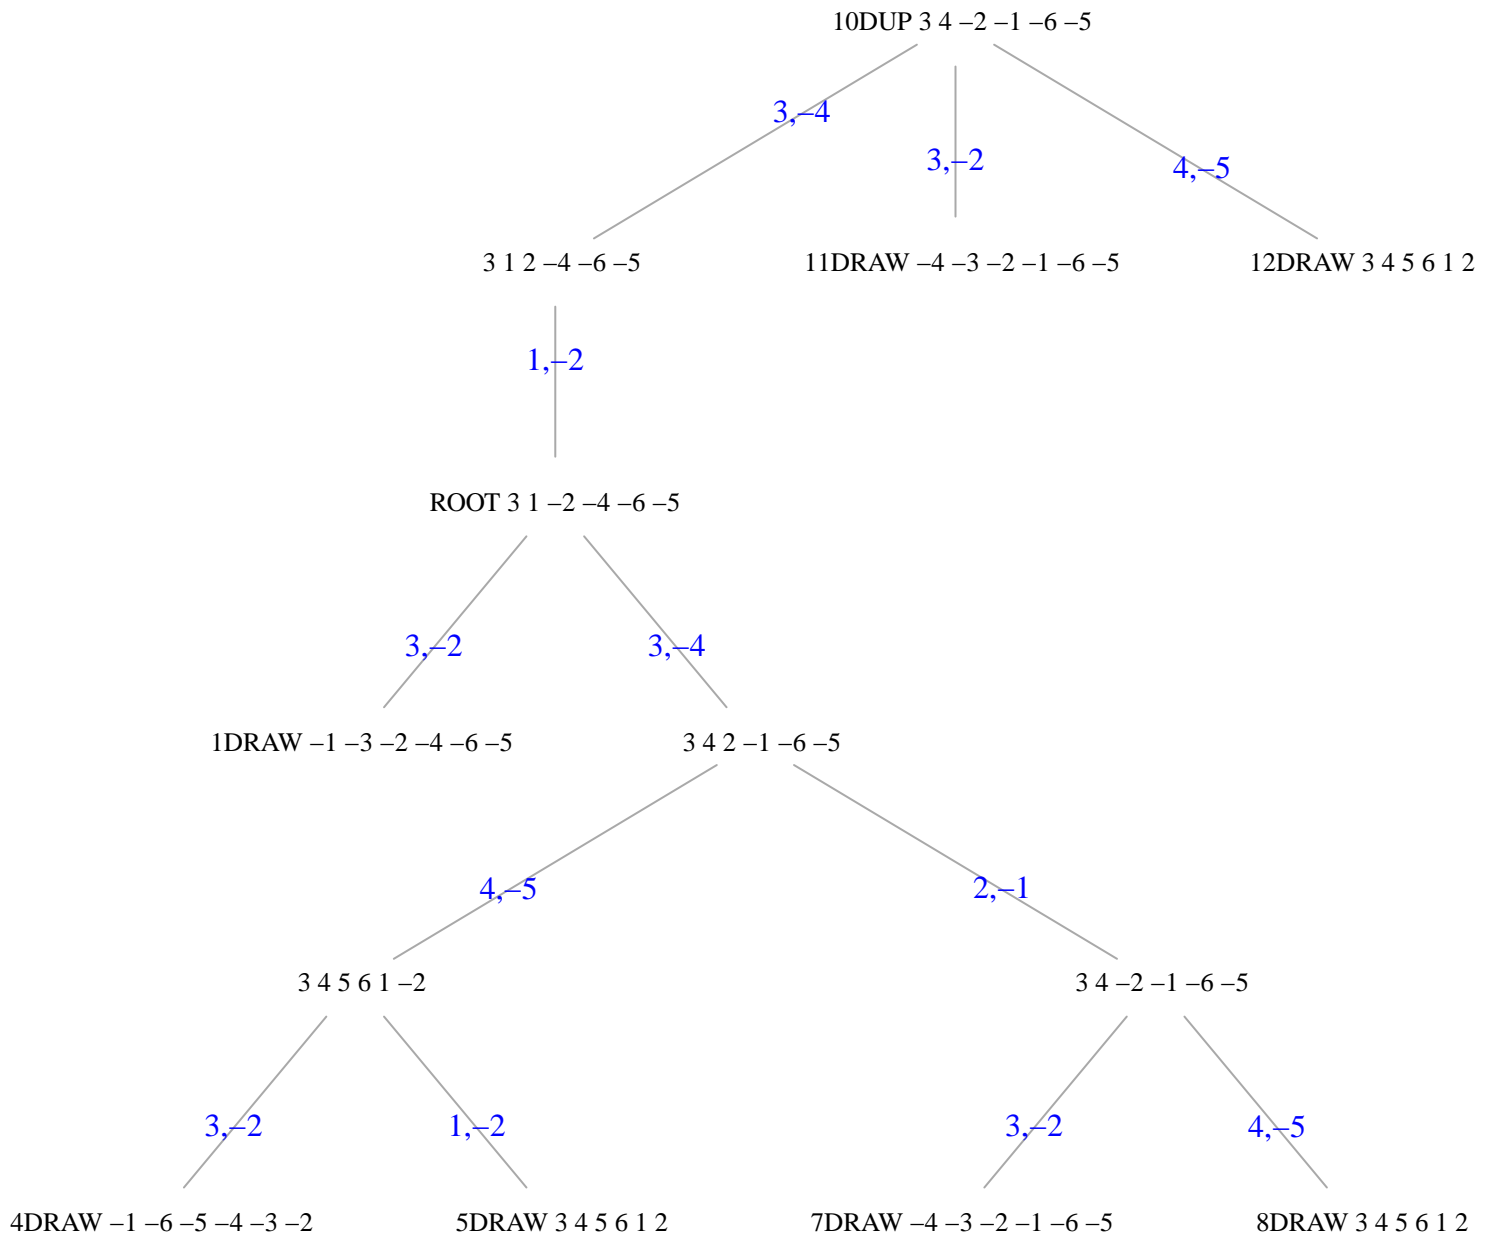 10DUP 3 4 –2 –1 –6 –5
3,–4
3,–2
4,–5
3 1 2 –4 –6 –5
11DRAW –4 –3 –2 –1 –6 –5
12DRAW 3 4 5 6 1 2
1,–2
ROOT 3 1 –2 –4 –6 –5
3,–2
3,–4
1DRAW –1 –3 –2 –4 –6 –5
3 4 2 –1 –6 –5
4,–5
2,–1
3 4 5 6 1 –2
3 4 –2 –1 –6 –5
3,–2
1,–2
3,–2
4,–5
4DRAW –1 –6 –5 –4 –3 –2
5DRAW 3 4 5 6 1 2
7DRAW –4 –3 –2 –1 –6 –5
8DRAW 3 4 5 6 1 2